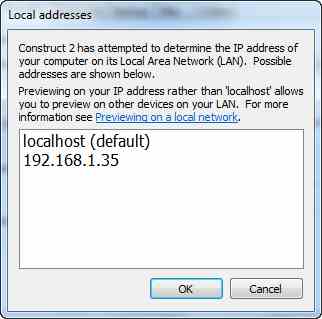 Local addresses
Construct 2 has attempted to determine the IP address of
your computer on its Local Area Network (LAN). Possible
addresses are shown below.
Previewing on your IP address rather than 'localhost' allows
you to preview on other devices on your LAN. For more
information see Previewing on a local network.
localhost (default)
192.168.1.35
OK
Cancel